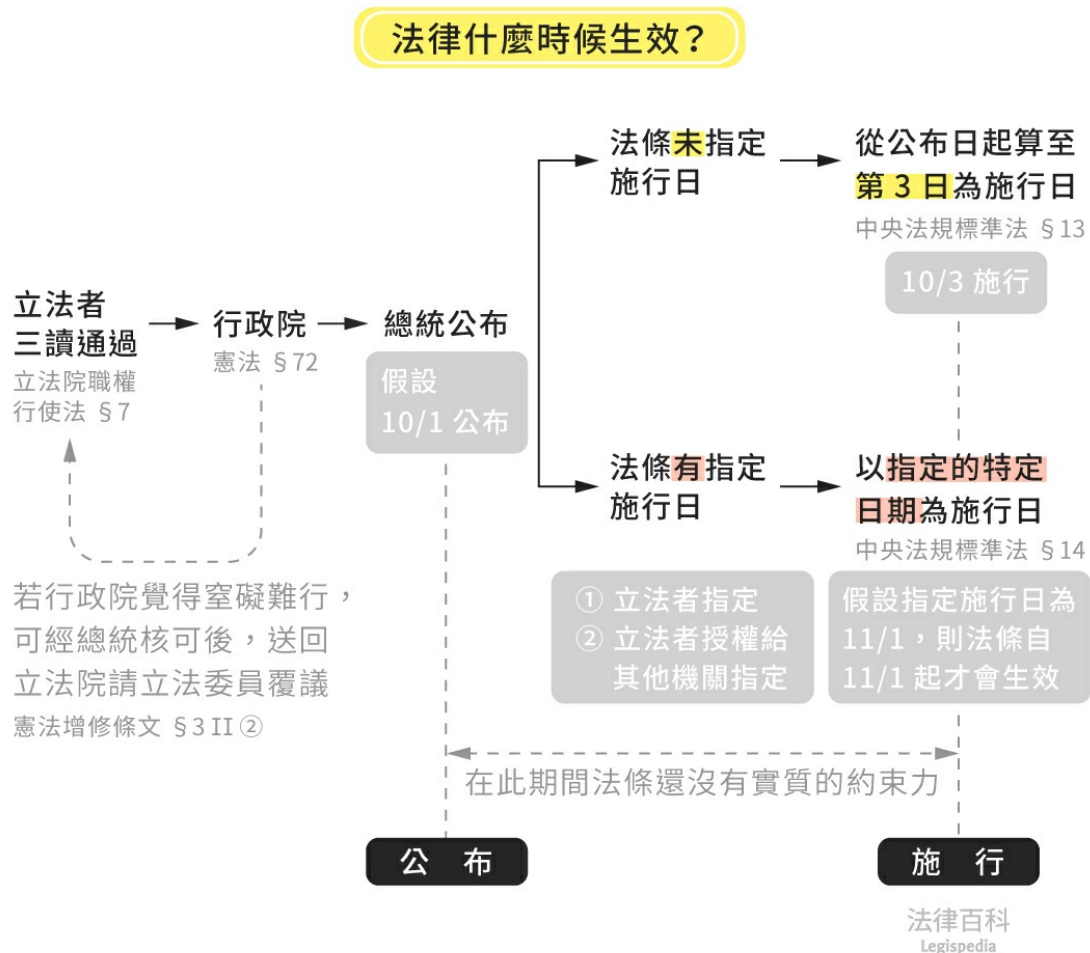 法律什麼時候生效？
立法者
三讀通過
立法院職權
行使法 §7
行政院
憲法 §72
總統公布
假設
10/1 公布
法條未指定
施行日
從公布日起算至
第 3 日為施行日
中央法規標準法 §13
10/3 施行
法條有指定
施行日
以指定的特定
日期為施行日
中央法規標準法 §14
① 立法者指定
② 立法者授權給
其他機關指定
假設指定施行日為
11/1，則法條自
11/1 起才會生效
若行政院覺得窒礙難行，
可經總統核可後，送回
立法院請立法委員覆議
憲法增修條文 §3 II ②
在此期間法條還沒有實質的約束力
公 布
施 行
法律百科
Legispedia